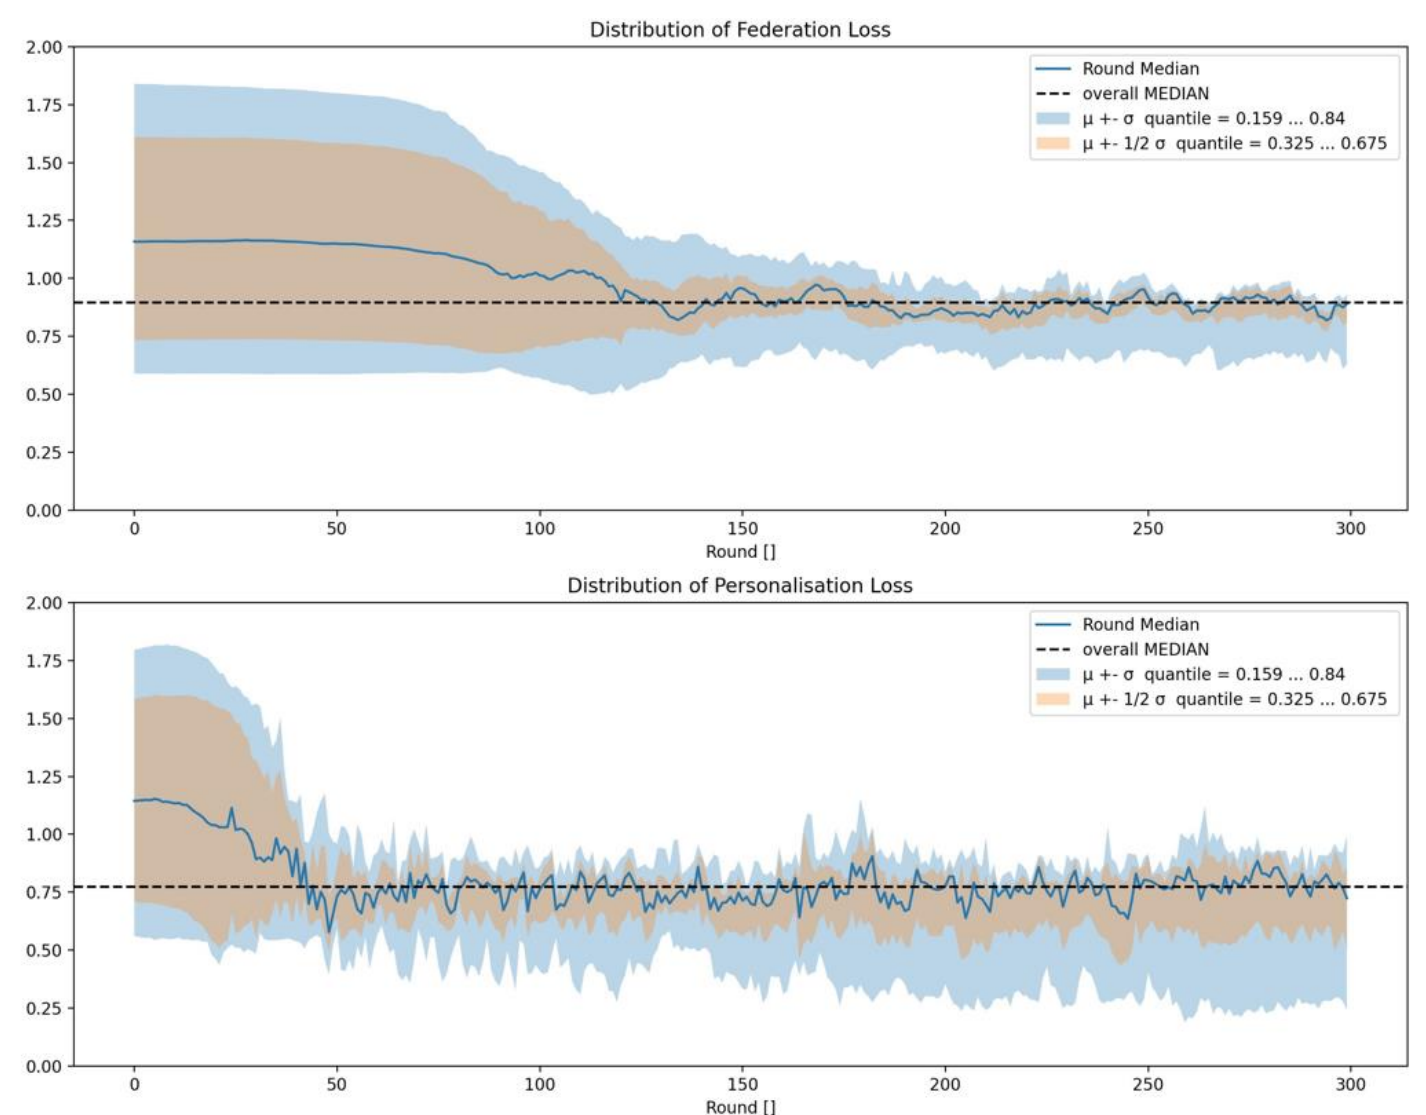 Distribution of Federation Loss
2.00
1.75
1.50
1.25
1.00
0.75
0.50
0.25
0.00
Round Median
overall MEDIAN
μ +- σ  quantile = 0.159 ... 0.84
μ +- 1/2 σ  quantile = 0.325 ... 0.675
0 50 100 150 200 250 300
Round []
Distribution of Personalisation Loss
2.00
1.75
1.50
1.25
1.00
0.75
0.50
0.25
0.00
Round Median
overall MEDIAN
μ +- σ  quantile = 0.159 ... 0.84
μ +- 1/2 σ  quantile = 0.325 ... 0.675
0 50 100 150 200 250 300
Round []